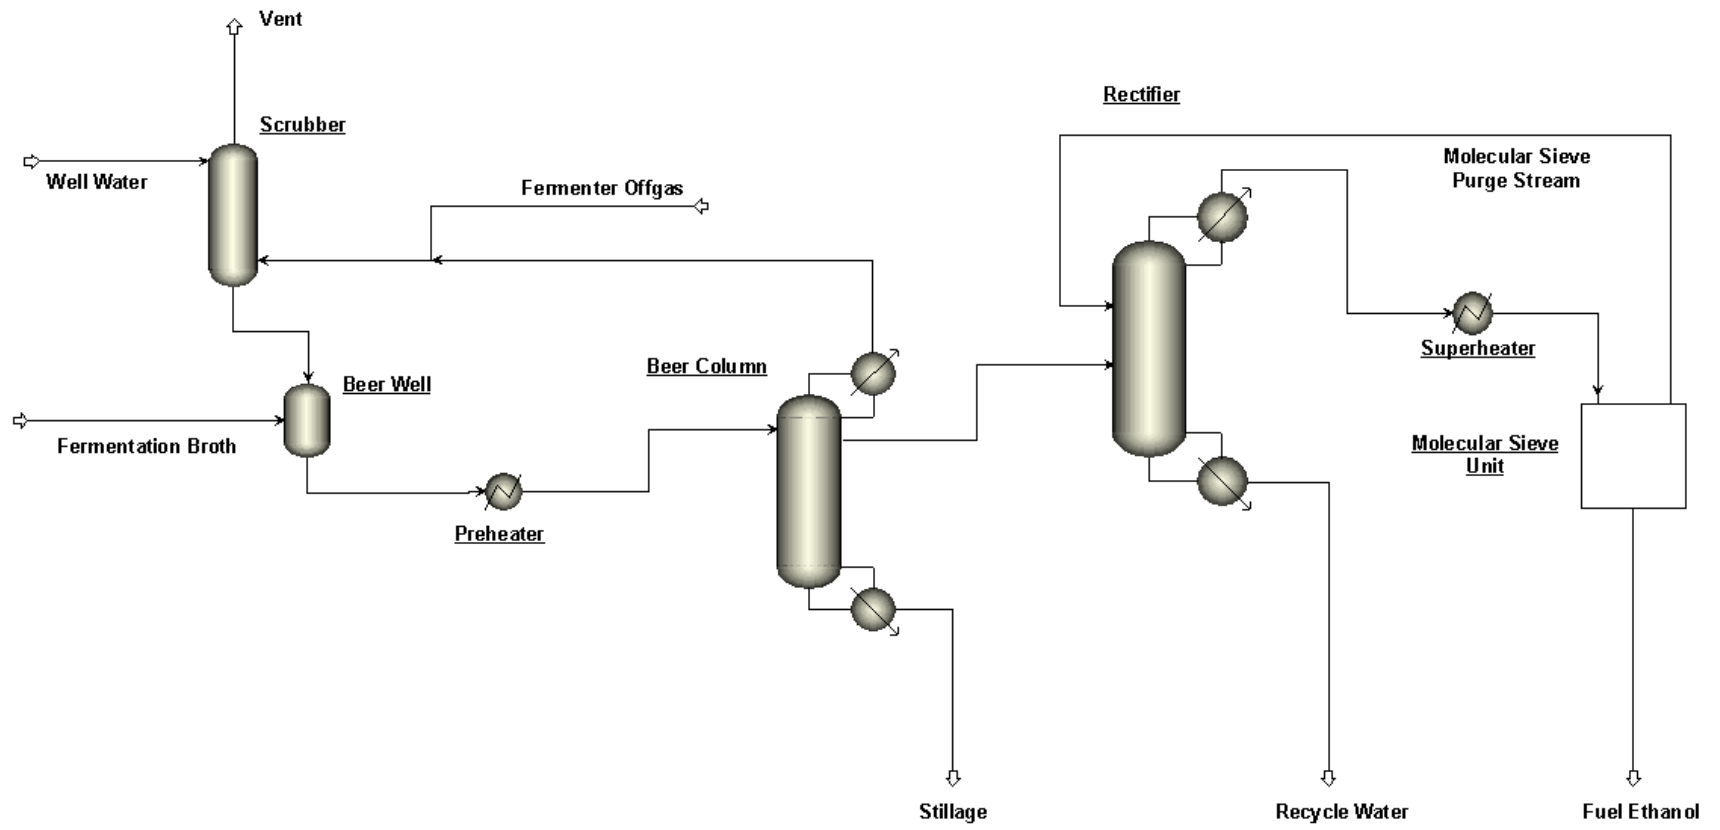 Vent
Rectifier
Scrubber
Molecular Sieve
Purge Stream
Well Water
Fermenter Offgas
Superheater
Beer Column
Beer Well
Fermentation Broth
Molecular Sieve
Unit
Preheater
Stillage
Recycle Water
Fuel Ethanol